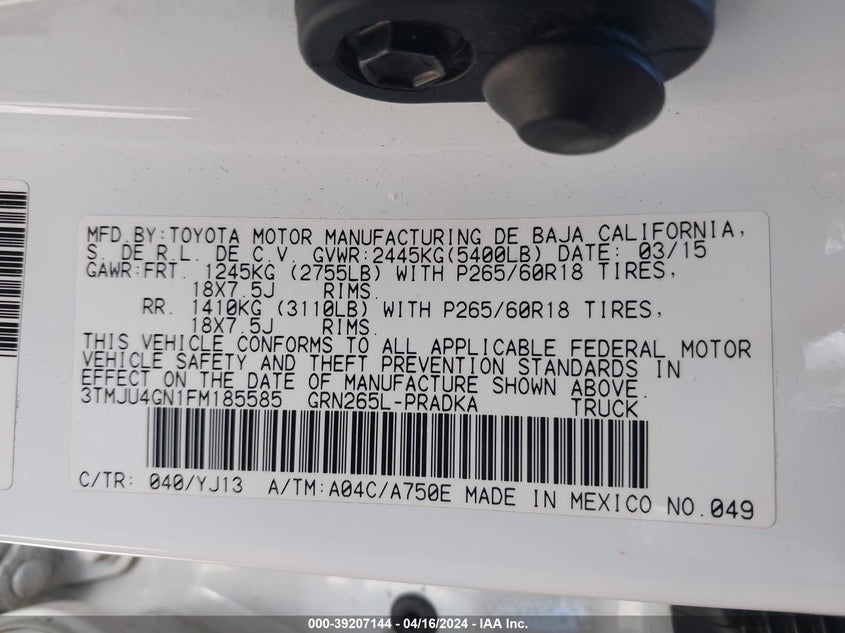 MFD.BY:TOYOTA MOTOR MANUFACTURING DE BAJA CALIFORNIA,
S. DE R.L. DE C.V. GVWR:2445KG(5400LB) DATE: 03/15
GAWR:FRT. 1245KG (2755LB) WITH P265/60R18 TIRES,
18X7.5J RIMS.
RR. 1410KG (3110LB) WITH P265/60R18 TIRES,
18X7.5J RIMS.
THIS VEHICLE CONFORMS TO ALL APPLICABLE FEDERAL MOTOR
VEHICLE SAFETY AND THEFT PREVENTION STANDARDS IN
EFFECT ON THE DATE OF MANUFACTURE SHOWN ABOVE.
3TMJU4GN1FM185585 GRN265L-PRADKA TRUCK
C/TR: 040/YJ13 A/TM:A04C/A750E MADE IN MEXICO NO.049
000-39207144 - 04/16/2024 - IAA Inc.